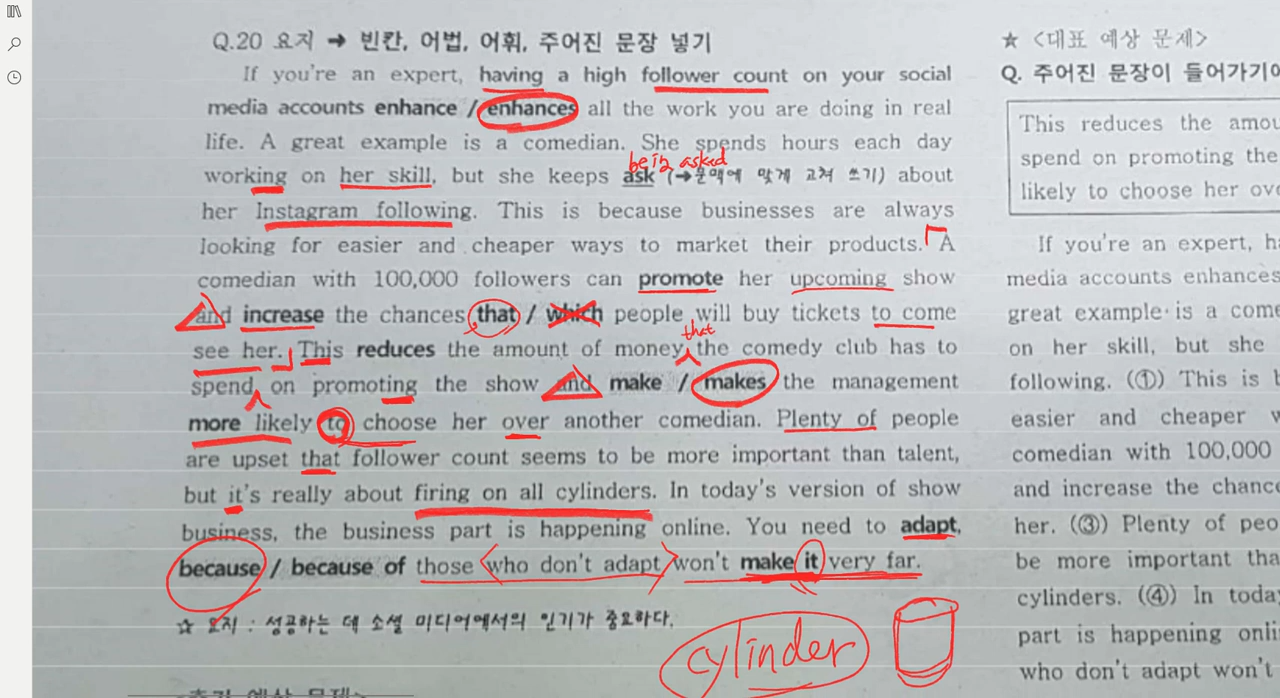 Q.20 요지 → 빈칸, 어법, 어휘, 주어진 문장 넣기
If you're an expert, having a high follower count on your social
media accounts enhance / enhances all the work you are doing in real
life. A great example is a comedian. She spends hours each day
being asked
working on her skill, but she keeps ask (→문맥에 맞게 고쳐 쓰기) about
her Instagram following. This is because businesses are always
looking for easier and cheaper ways to market their products. A
comedian with 100,000 followers can promote her upcoming show
and increase the chances that / which people will buy tickets to come
that
see her. This reduces the amount of money the comedy club has to
spend on promoting the show and make / makes the management
more likely to choose her over another comedian. Plenty of people
are upset that follower count seems to be more important than talent,
but it's really about firing on all cylinders. In today's version of show
business, the business part is happening online. You need to adapt,
because / because of those who don't adapt won't make it very far.
☆ 요지 : 성공하는 데 소셜 미디어에서의 인기가 중요하다.
cylinder
★ <대표 예상 문제>
Q. 주어진 문장이 들어가기에
This reduces the amou
spend on promoting the
likely to choose her ove
If you're an expert, ha
media accounts enhances
great example is a come
on her skill, but she
following. (①) This is b
easier and cheaper w
comedian with 100,000
and increase the chance
her. (③) Plenty of peo
be more important tha
cylinders. (④) In toda
part is happening onli
who don't adapt won't